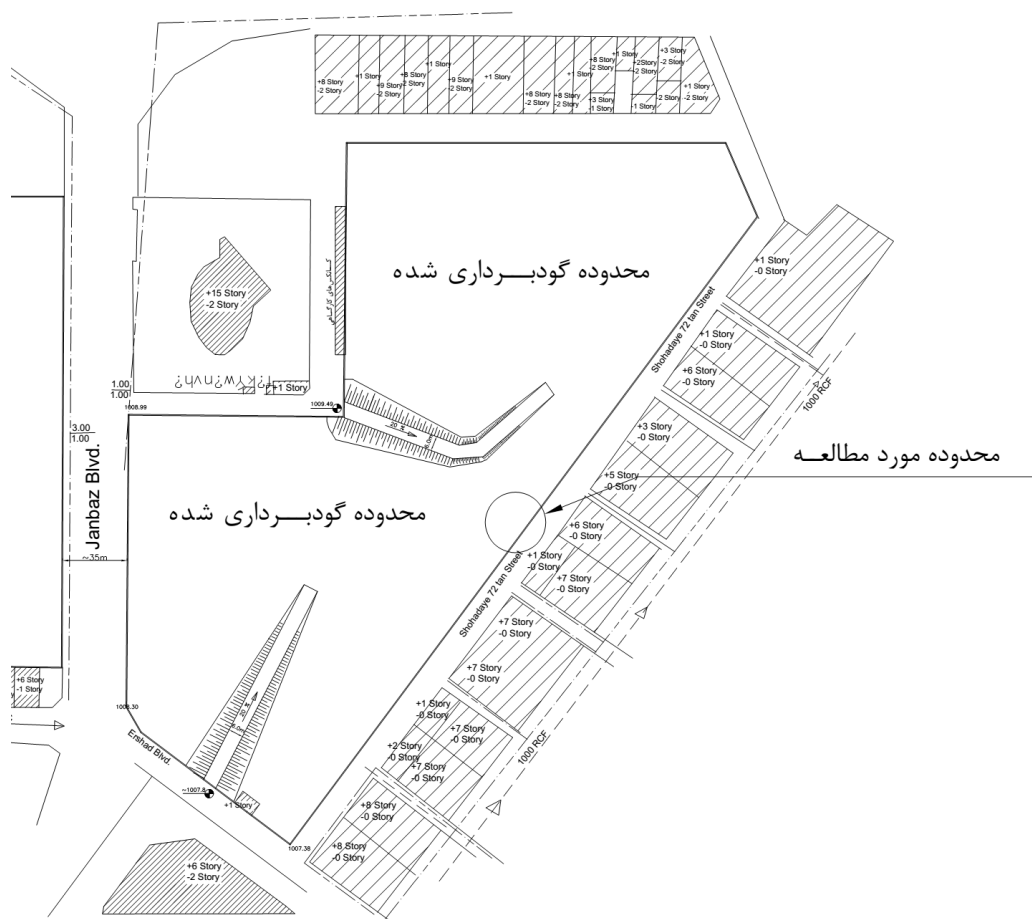 +8 Story
-2 Story
+1 Story
+9 Story
-2 Story
+8 Story
-2 Story
+1 Story
+9 Story
-2 Story
+1 Story
+8 Story
-2 Story
+8 Story
-2 Story
+1 Story
+8 Story
-2 Story
+3 Story
-1 Story
+1 Story
+2 Story
-2 Story
-1 Story
+3 Story
-2 Story
-2 Story
+1 Story
-2 Story
محدوده گودبرداری شده
کانکس‌های کارگاهی
+15 Story
-2 Story
+1 Story
1.00
1.00
1008.99
1009.49
3.00
1.00
Janbaz Blvd.
~35m
محدوده گودبرداری شده
Shohadaye 72 tan Street
+1 Story
-0 Story
+1 Story
-0 Story
+6 Story
-0 Story
1000 RCF
+3 Story
-0 Story
محدوده مورد مطالعه
+5 Story
-0 Story
+6 Story
-0 Story
+1 Story
-0 Story
+7 Story
-0 Story
Shohadaye 72 tan Street
+7 Story
-0 Story
+7 Story
-0 Story
+1 Story
-0 Story
+7 Story
-0 Story
+2 Story
-0 Story
+7 Story
-0 Story
1000 RCF
+8 Story
-0 Story
+8 Story
-0 Story
+6 Story
-1 Story
Ershad Blvd.
~1007.8
+1 Story
1007.36
+6 Story
-2 Story